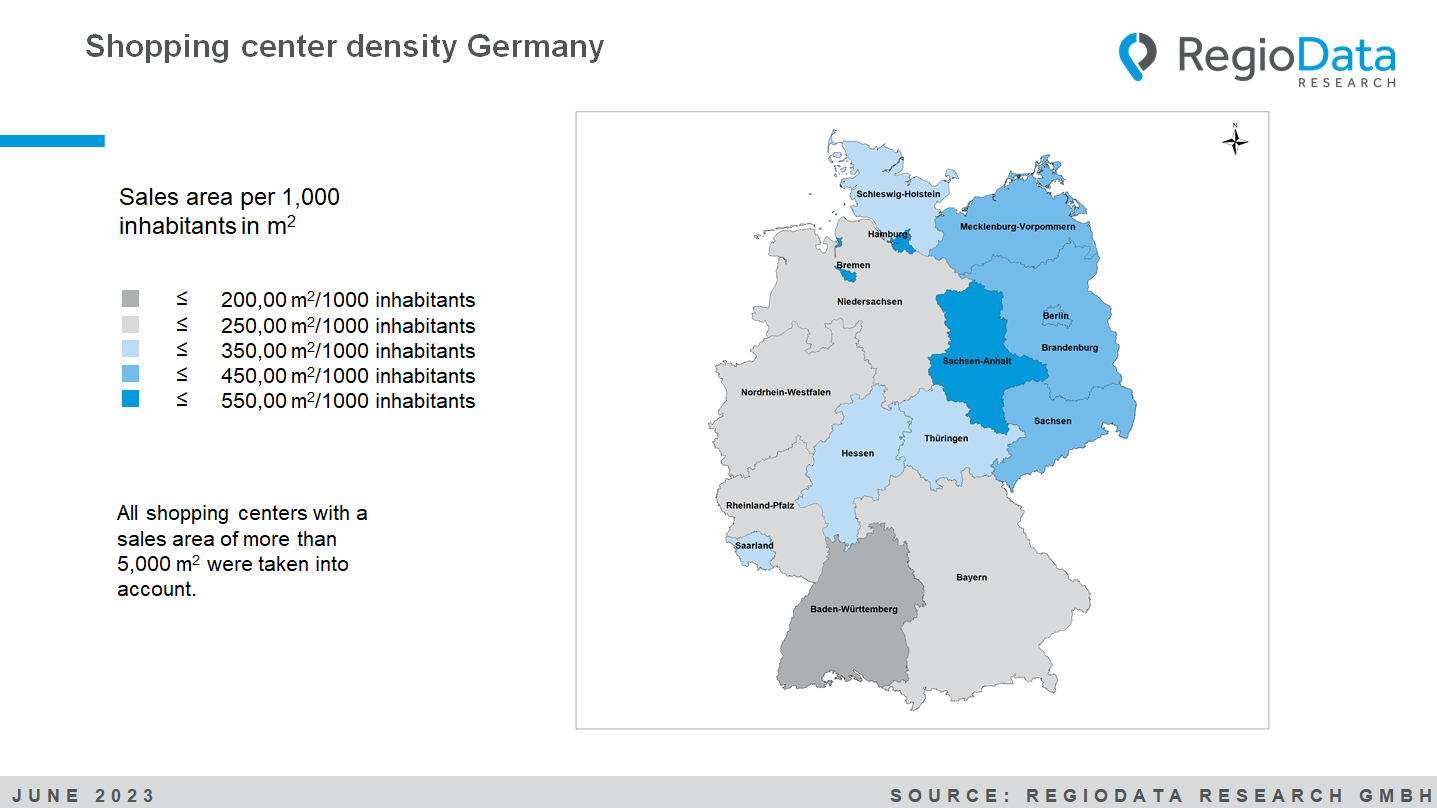 Shopping center density Germany
RegioData
RESEARCH
Sales area per 1,000
inhabitants in m²
≤ 200,00 m²/1000 inhabitants
≤ 250,00 m²/1000 inhabitants
≤ 350,00 m²/1000 inhabitants
≤ 450,00 m²/1000 inhabitants
≤ 550,00 m²/1000 inhabitants
All shopping centers with a
sales area of more than
5,000 m² were taken into
account.
N
Schleswig-Holstein
Mecklenburg-Vorpommern
Hamburg
Bremen
Niedersachsen
Berlin
Brandenburg
Sachsen-Anhalt
Nordrhein-Westfalen
Sachsen
Thüringen
Hessen
Rheinland-Pfalz
Saarland
Bayern
Baden-Württemberg
JUNE 2023
SOURCE: REGIODATA RESEARCH GMBH